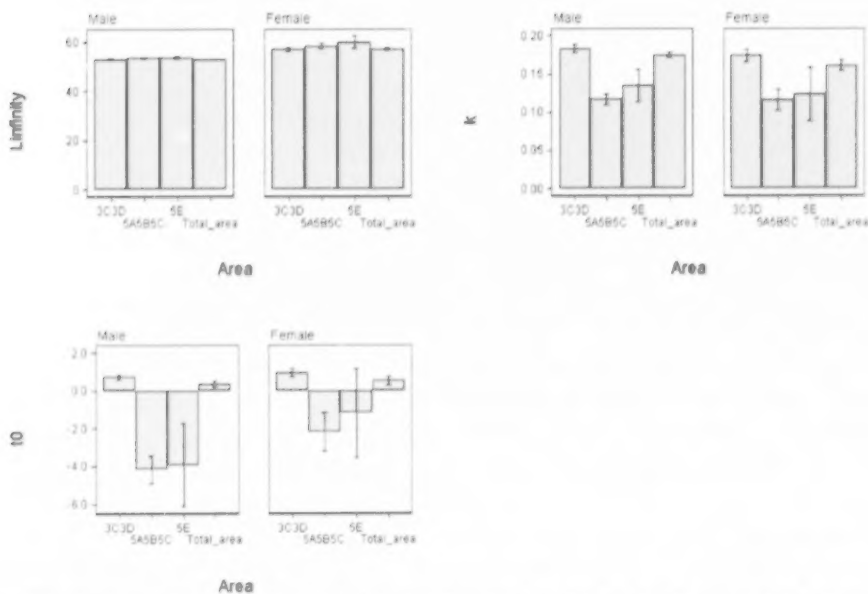 Male Female
Linfinity
60
40
20
0
3C3D 5E
5A5B5C Total_area
3C3D 5E
5A5B5C Total_area
Area
Male Female
k
0.20
0.15
0.10
0.05
0.00
3C3D 5E
5A5B5C Total_area
3C3D 5E
5A5B5C Total_area
Area
Male Female
t0
2.0
0.0
-2.0
-4.0
-6.0
3C3D 5E
5A5B5C Total_area
3C3D 5E
5A5B5C Total_area
Area